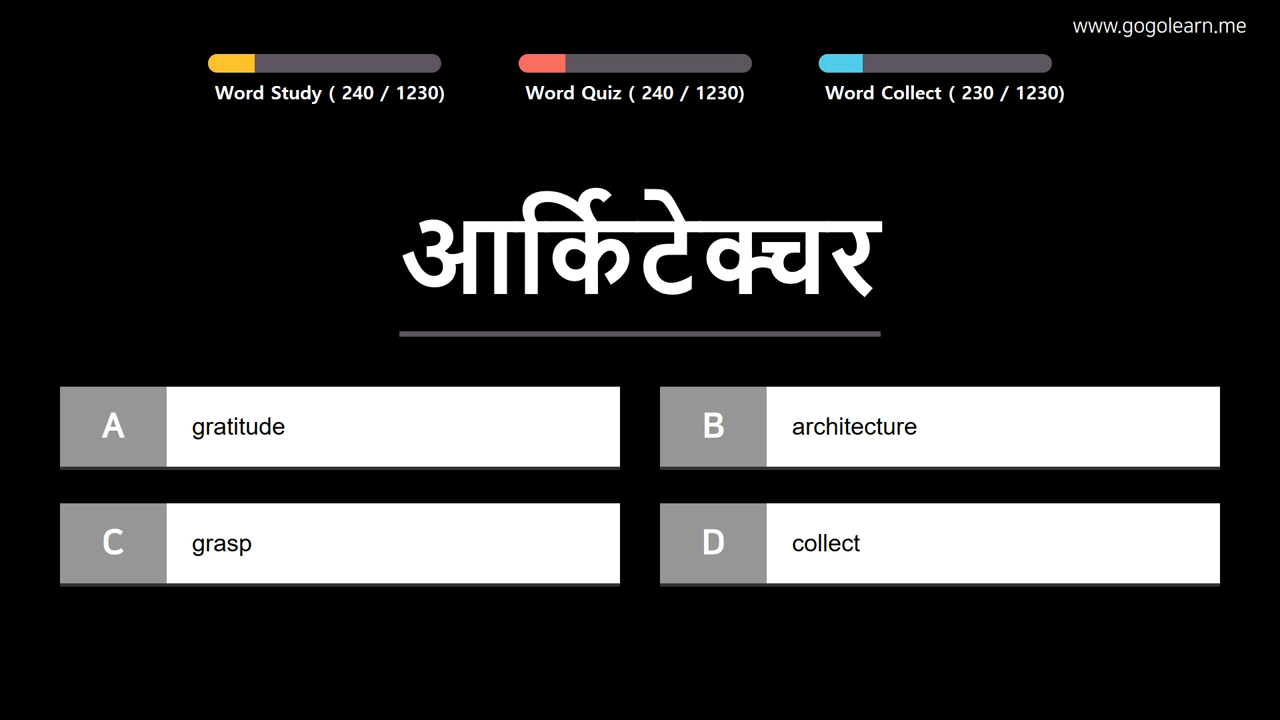 www.gogolearn.me
Word Study ( 240 / 1230)
Word Quiz ( 240 / 1230)
Word Collect ( 230 / 1230)
आर्किटेक्चर
A gratitude
B architecture
C grasp
D collect